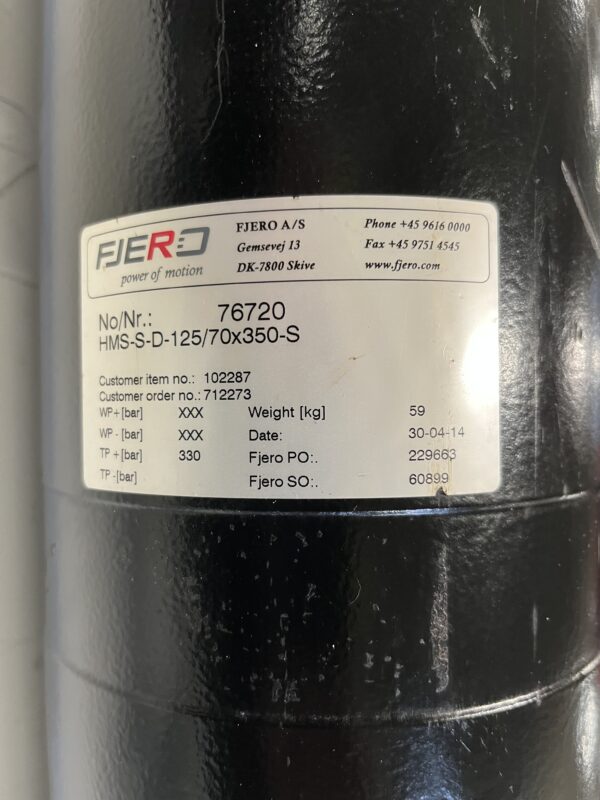 FJERO
power of motion
FJERO A/S
Gemsevej 13
DK-7800 Skive
Phone +45 9616 0000
Fax +45 9751 4545
www.fjero.com
No/Nr.: 76720
HMS-S-D-125/70x350-S
Customer item no.: 102287
Customer order no.: 712273
WP+[bar] XXX Weight [kg] 59
WP - [bar] XXX Date: 30-04-14
TP + [bar] 330 Fjero PO:. 229663
TP -[bar] Fjero SO:. 60899